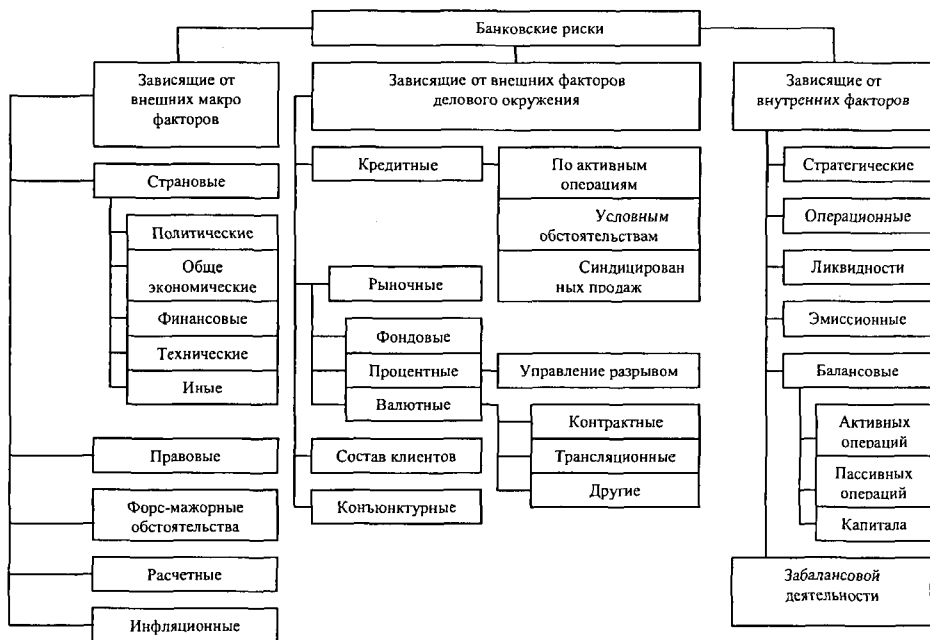 Банковские риски
Зависящие от
внешних макро
факторов
Страновые
Политические
Обще
экономические
Финансовые
Технические
Иные
Правовые
Форс-мажорные
обстоятельства
Расчетные
Инфляционные
Зависящие от внешних факторов
делового окружения
Кредитные
По активным
операциям
Условным
обстоятельствам
Синдицирован
ных продаж
Рыночные
Фондовые
Процентные
Управление разрывом
Валютные
Контрактные
Трансляционные
Другие
Состав клиентов
Конъюнктурные
Зависящие от
внутренних факторов
Стратегические
Операционные
Ликвидности
Эмиссионные
Балансовые
Активных
операций
Пассивных
операций
Капитала
Забалансовой
деятельности